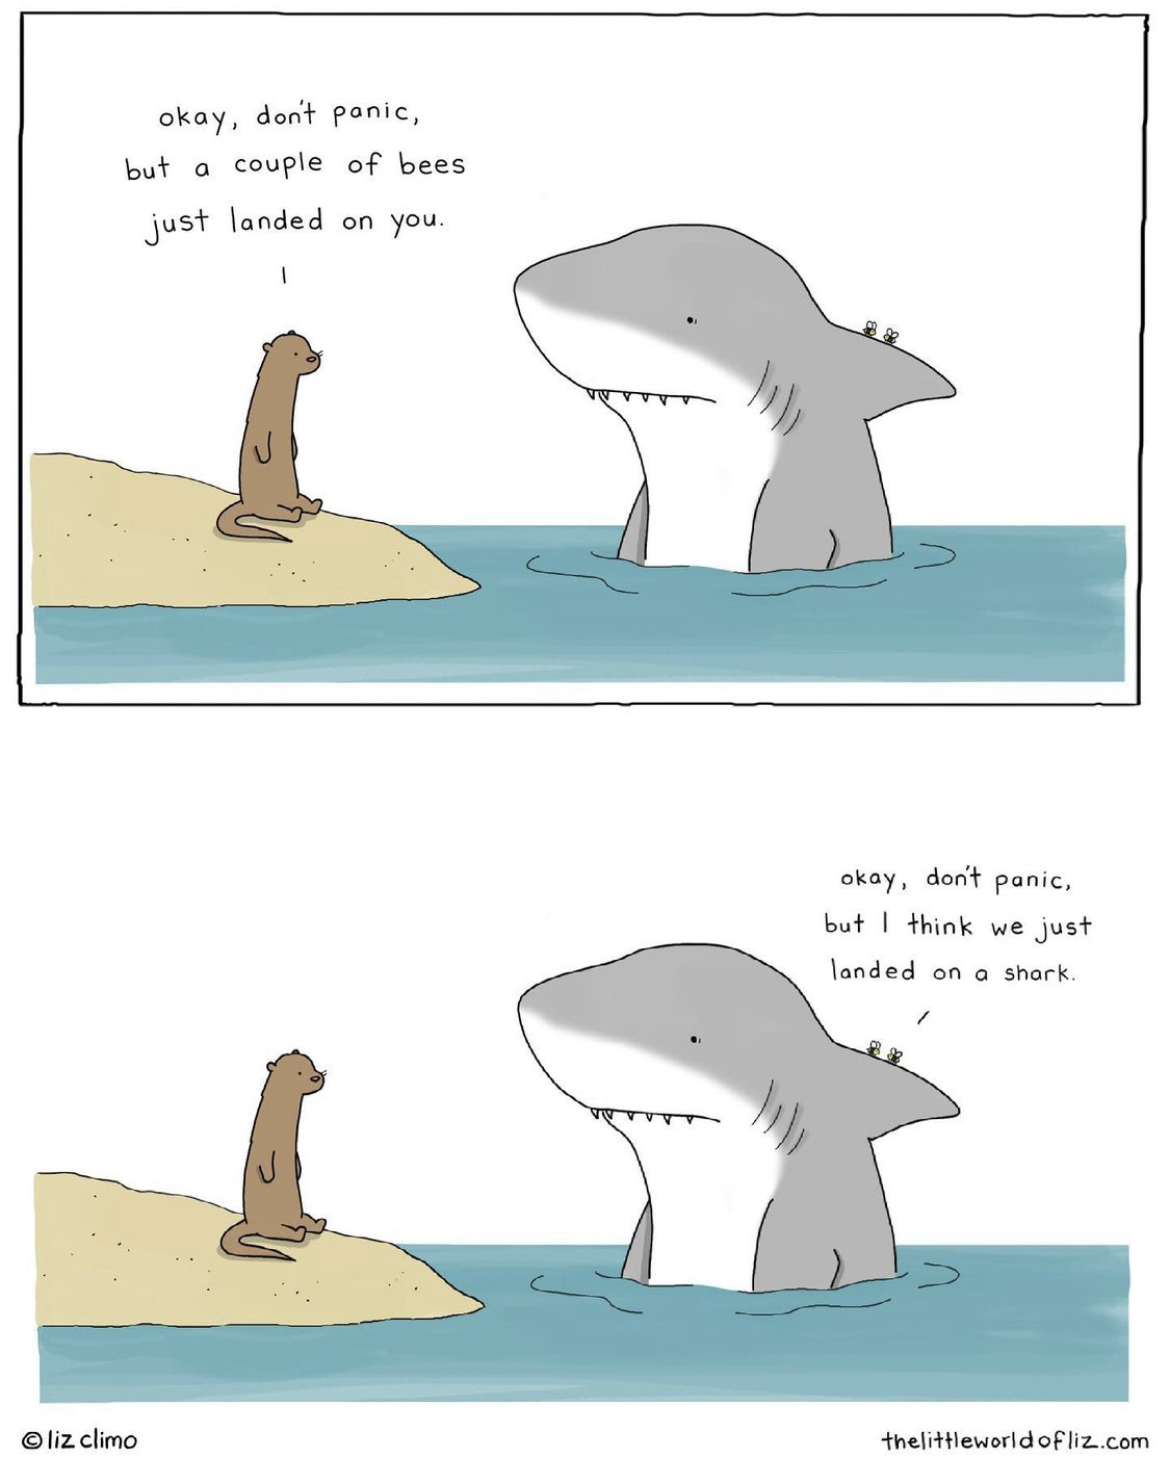 okay, don't panic,
but a couple of bees
just landed on you.
okay, don't panic,
but I think we just
landed on a shark.
© liz climo
thelittleworldofliz.com